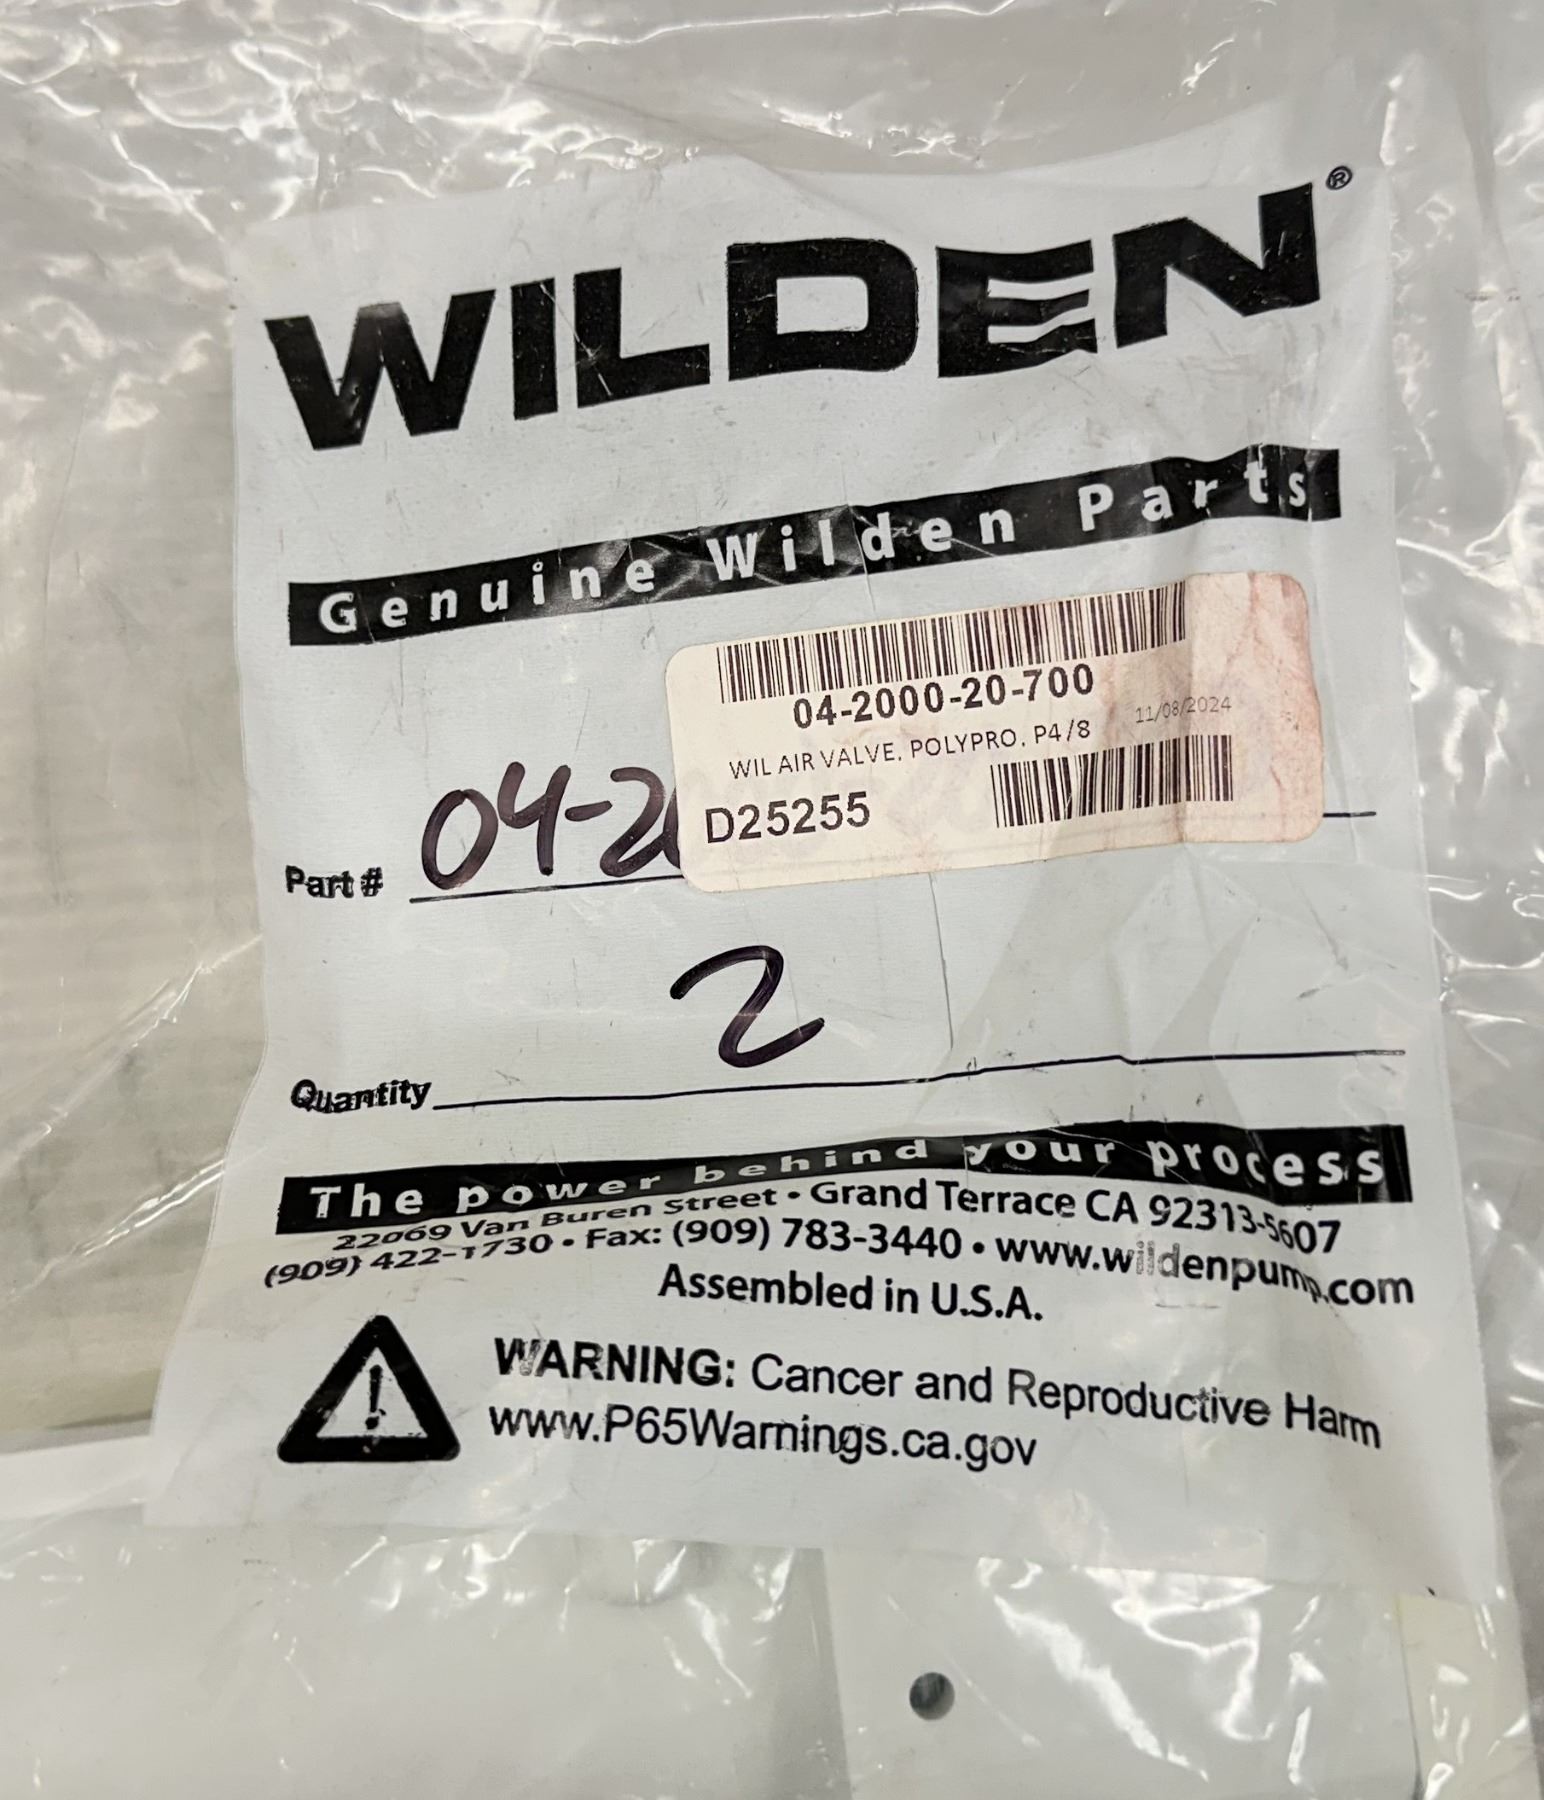 WILDEN®
Genuine Wilden Parts
04-2000-20-700
WIL AIR VALVE, POLYPRO, P4/8 11/08/2024
D25255
Part # 04-20
2
Quantity
The power behind your process
22069 Van Buren Street • Grand Terrace CA 92313-5607
(909) 422-1730 • Fax: (909) 783-3440 • www.wildenpump.com
Assembled in U.S.A.
WARNING: Cancer and Reproductive Harm
www.P65Warnings.ca.gov